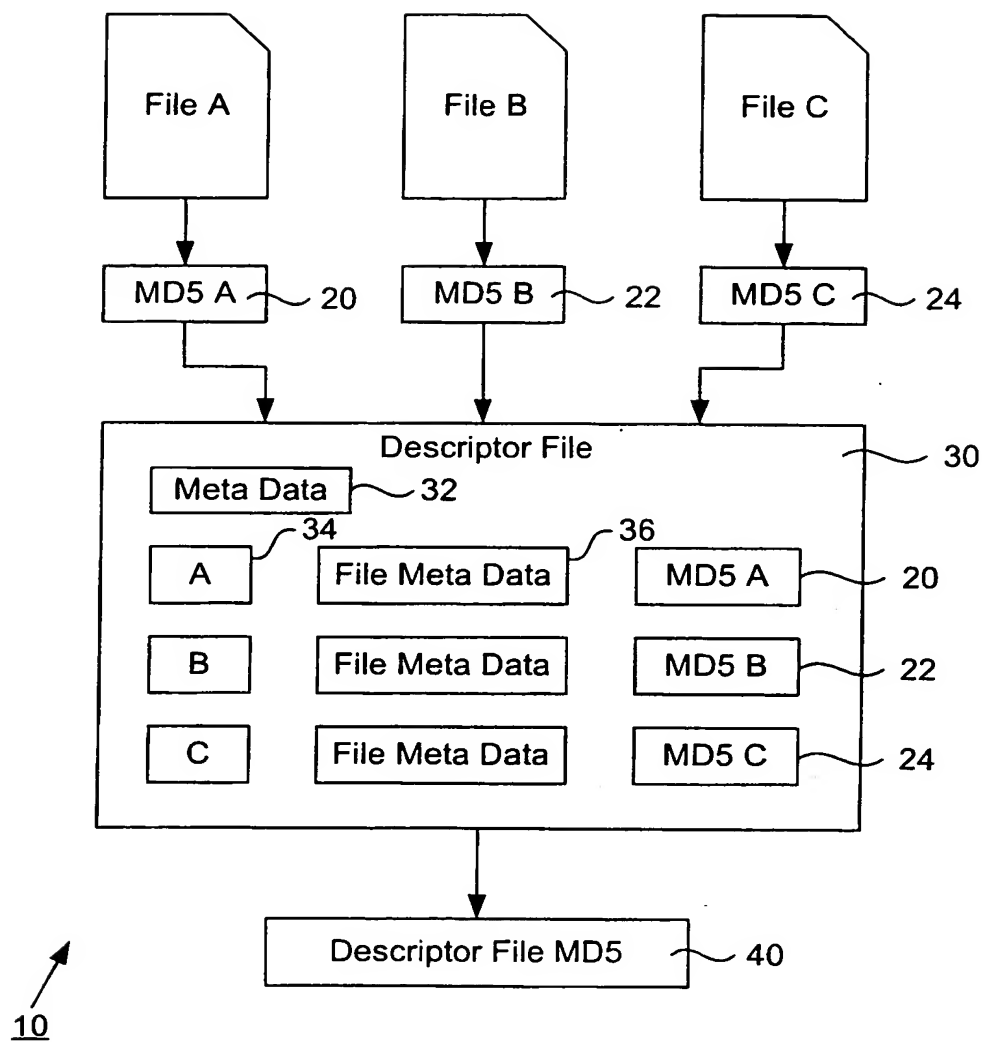 File A File B File C
MD5 A 20 MD5 B 22 MD5 C 24
Descriptor File 30
Meta Data 32
34 36
A File Meta Data MD5 A 20
B File Meta Data MD5 B 22
C File Meta Data MD5 C 24
Descriptor File MD5 40
10